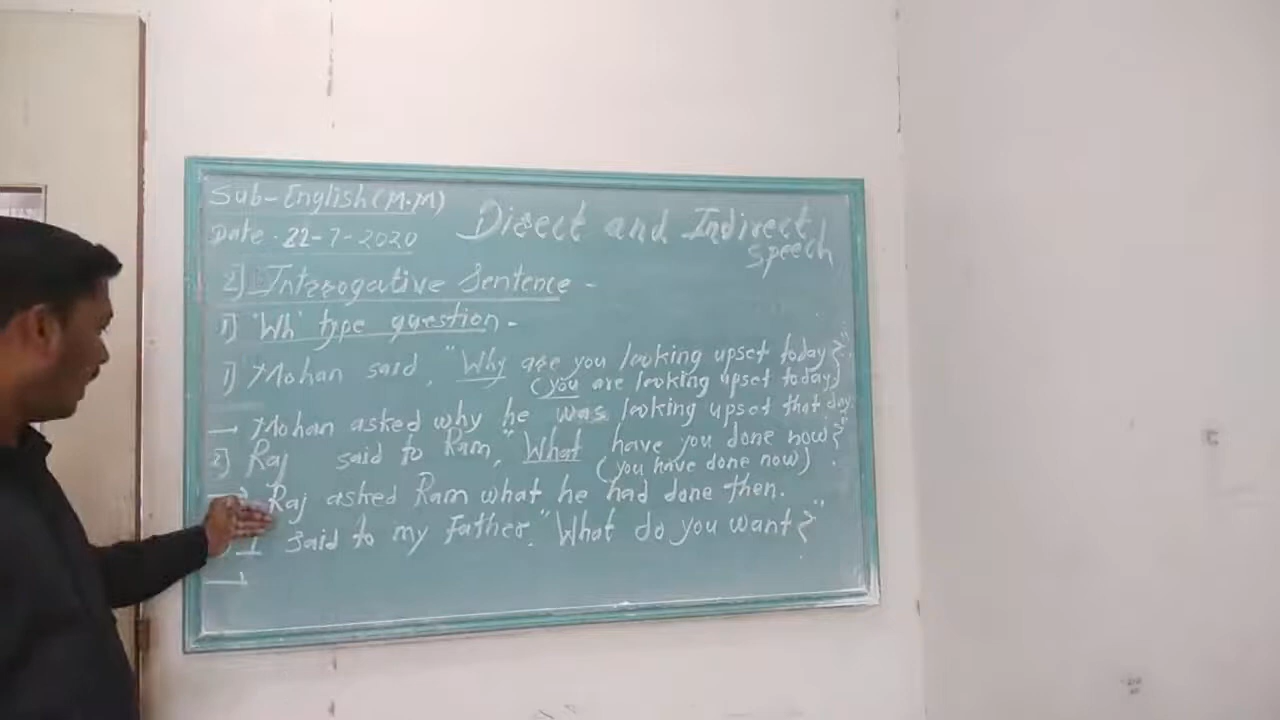 Sub-English(M.M)
Direct and Indirect
speech
Date. 22-7-2020
2) Interrogative Sentence -
1) 'Wh' type question -
1) Mohan said, "Why are you looking upset today?"
(you are looking upset today)
→ Mohan asked why he was looking upset that day.
2) Raj said to Ram, "What have you done now?"
(you have done now)
→ Raj asked Ram what he had done then.
I said to my Father, "What do you want?"
→